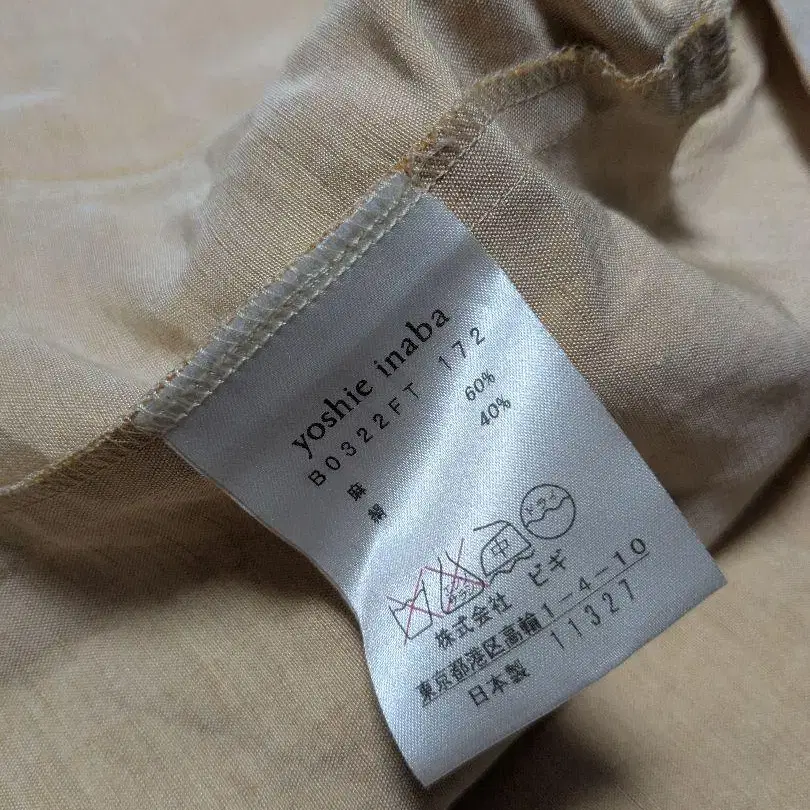 yoshie inaba
B0322FT 172
麻 60%
絹 40%
中 ドライ
株式会社 ビギ
東京都港区高輪1-4-10
日本製 11327